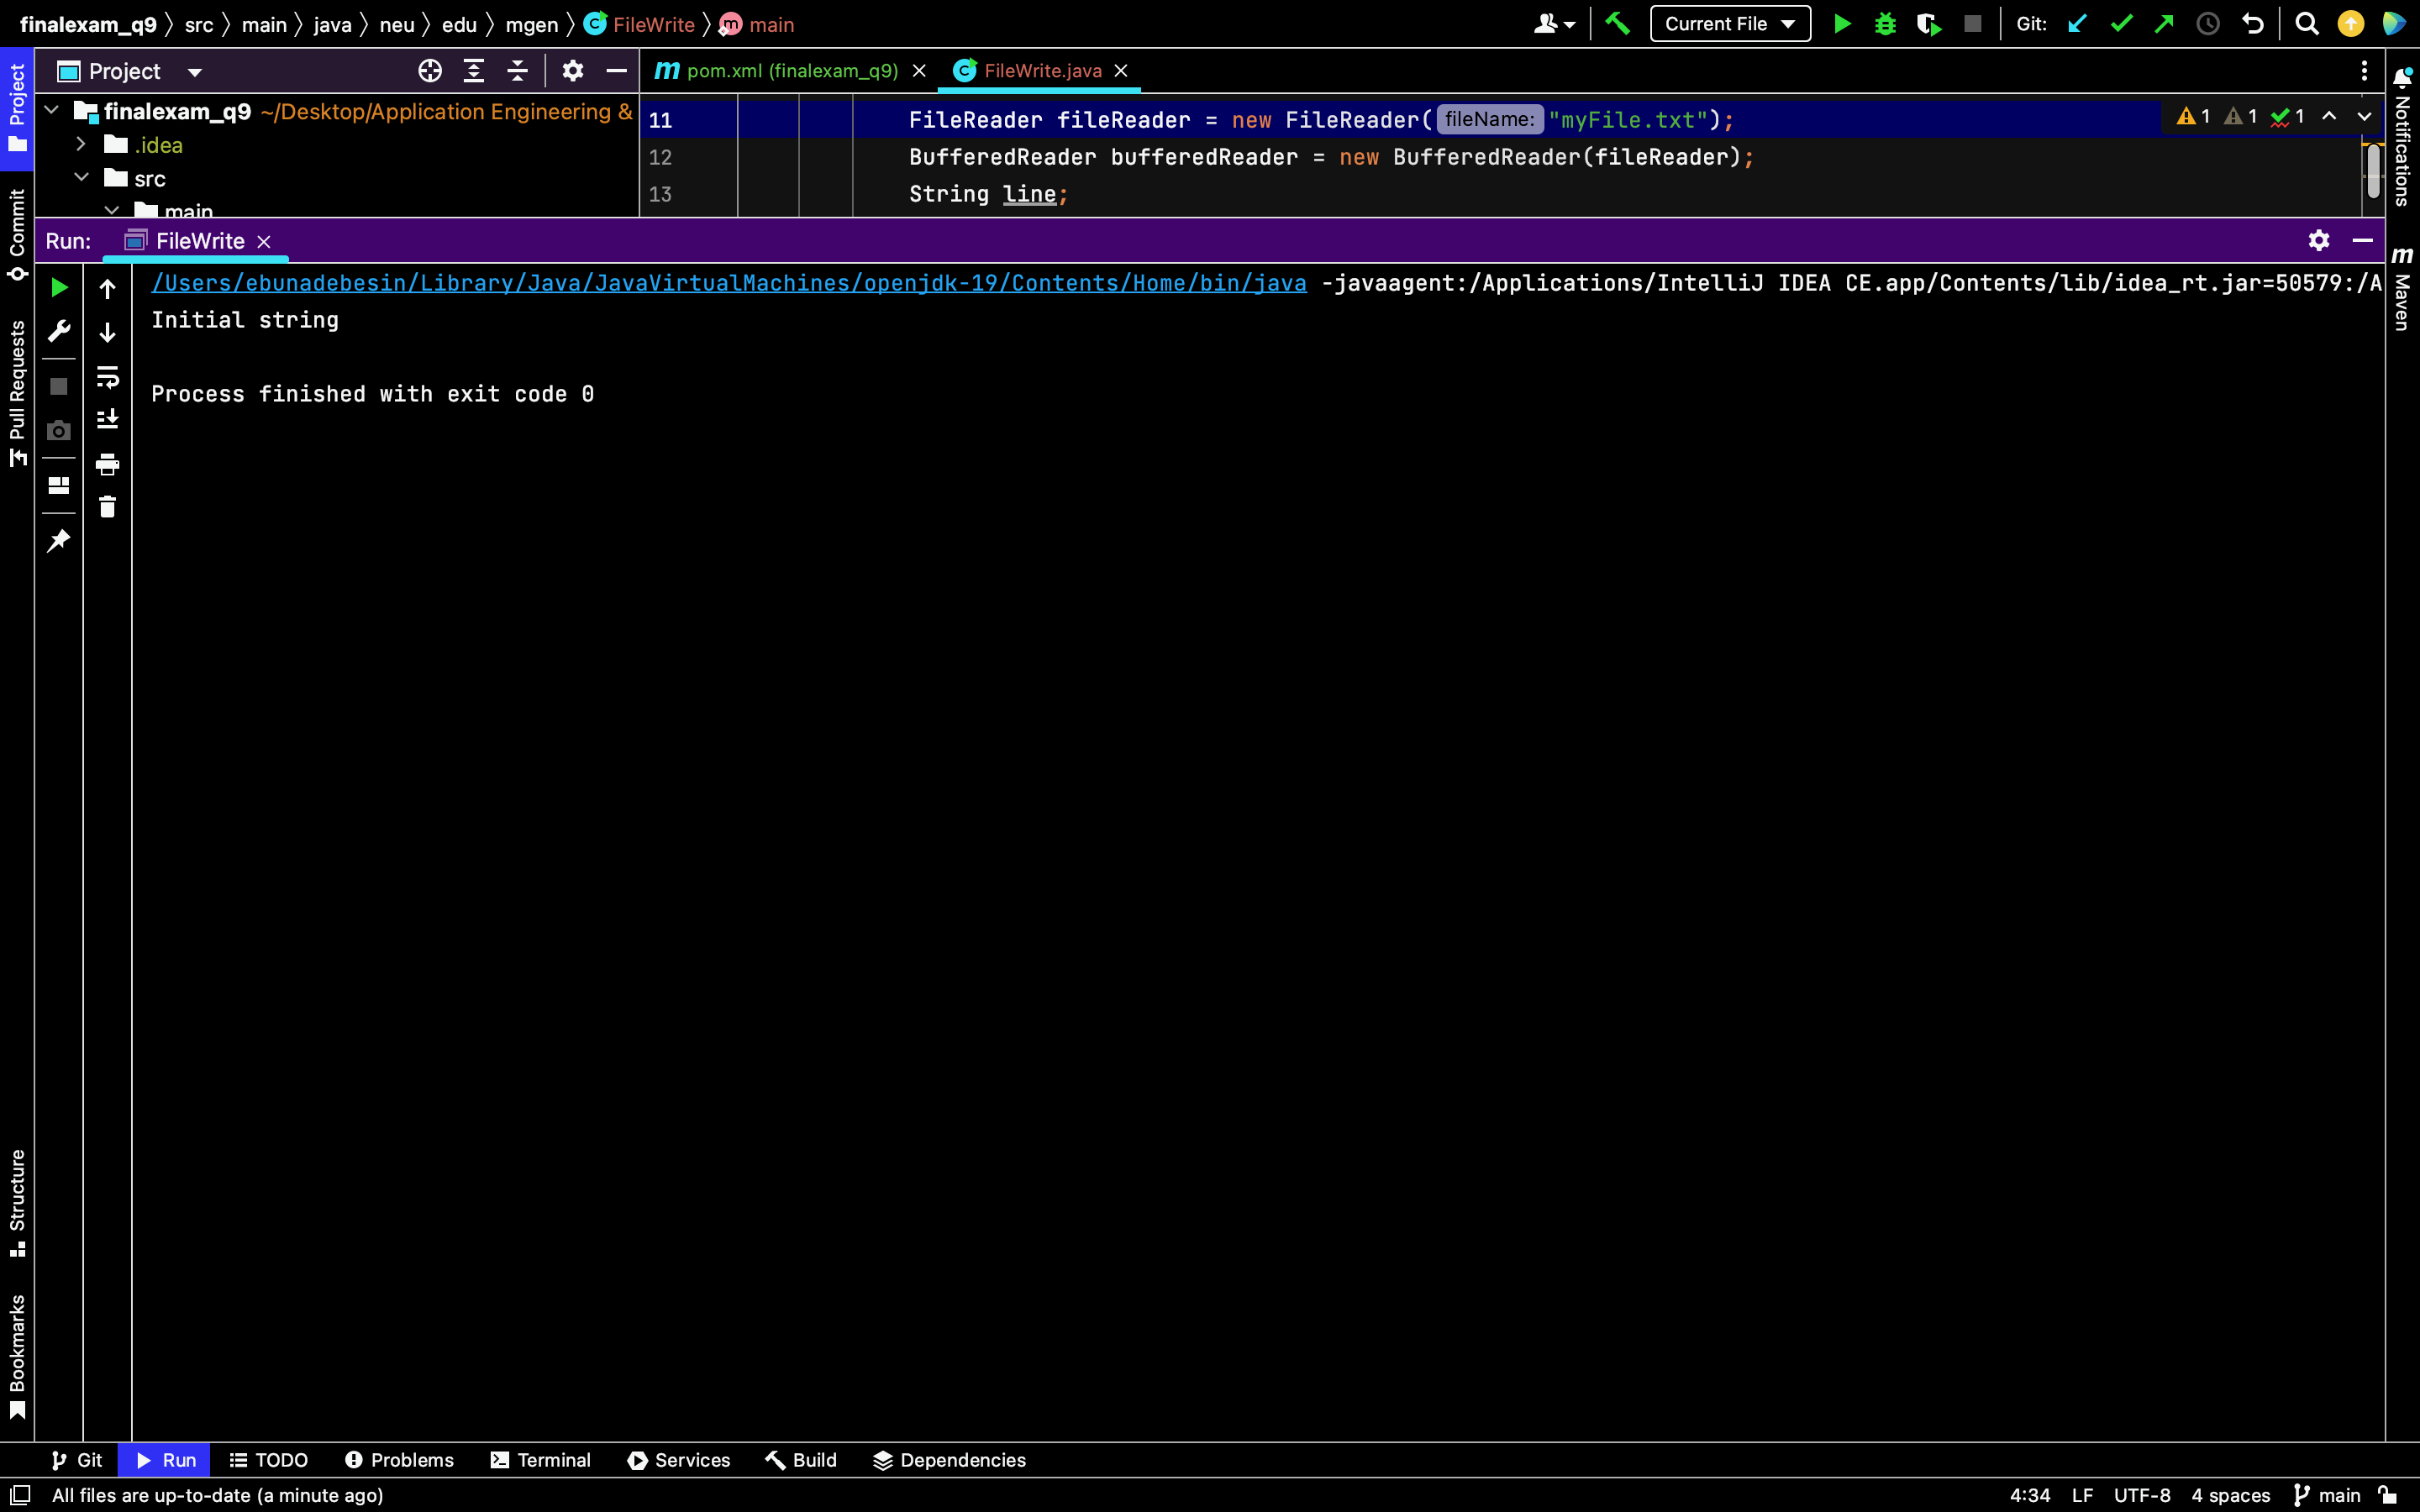 finalexam_q9 src main java neu edu mgen FileWrite main
Current File
Git:
Project
pom.xml (finalexam_q9)
FileWrite.java
finalexam_q9 ~/Desktop/Application Engineering &
.idea
src
main
11 FileReader fileReader = new FileReader( fileName: "myFile.txt");
12 BufferedReader bufferedReader = new BufferedReader(fileReader);
13 String line;
1 1 1
Run: FileWrite
/Users/ebunadebesin/Library/Java/JavaVirtualMachines/openjdk-19/Contents/Home/bin/java -javaagent:/Applications/IntelliJ IDEA CE.app/Contents/lib/idea_rt.jar=50579:/A
Initial string
Process finished with exit code 0
Project
Commit
Pull Requests
Structure
Bookmarks
Notifications
m Maven
Git Run TODO Problems Terminal Services Build Dependencies
All files are up-to-date (a minute ago)
4:34 LF UTF-8 4 spaces main